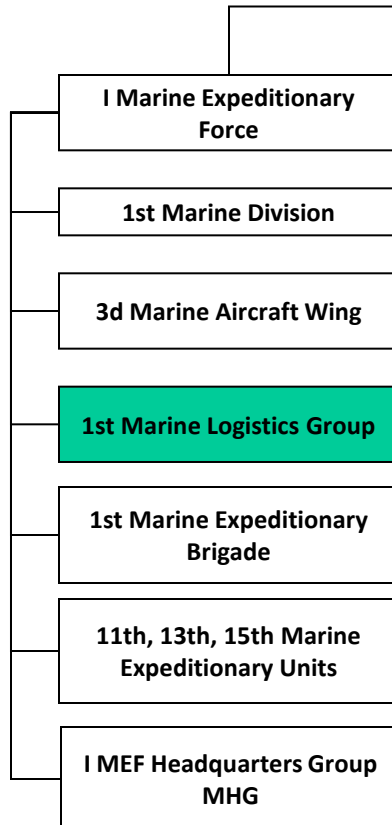 I Marine Expeditionary
Force
1st Marine Division
3d Marine Aircraft Wing
1st Marine Logistics Group
1st Marine Expeditionary
Brigade
11th, 13th, 15th Marine
Expeditionary Units
I MEF Headquarters Group
MHG